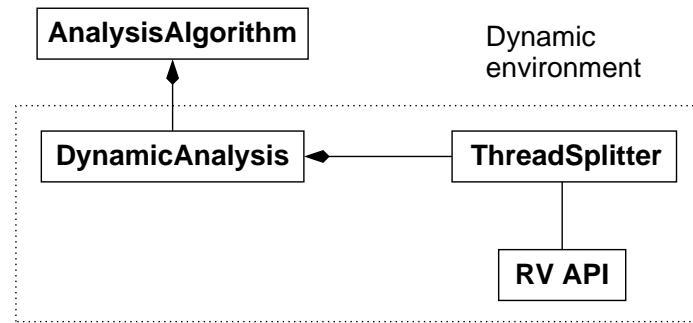 AnalysisAlgorithm
Dynamic
environment
DynamicAnalysis
ThreadSplitter
RV API